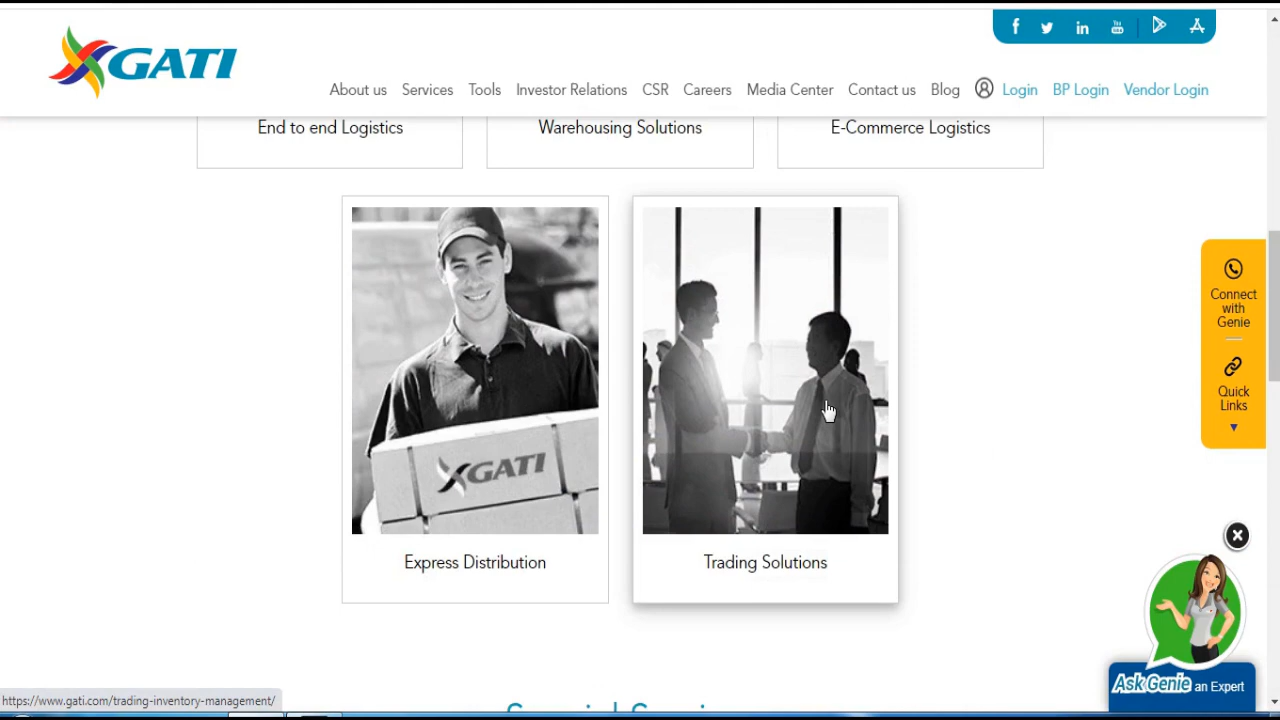 GATI
About us Services Tools Investor Relations CSR Careers Media Center Contact us Blog Login BP Login Vendor Login
End to end Logistics Warehousing Solutions E-Commerce Logistics
Connect
with
Genie
Quick
Links
GATI
Express Distribution Trading Solutions
Ask Genie an Expert
https://www.gati.com/trading-inventory-management/